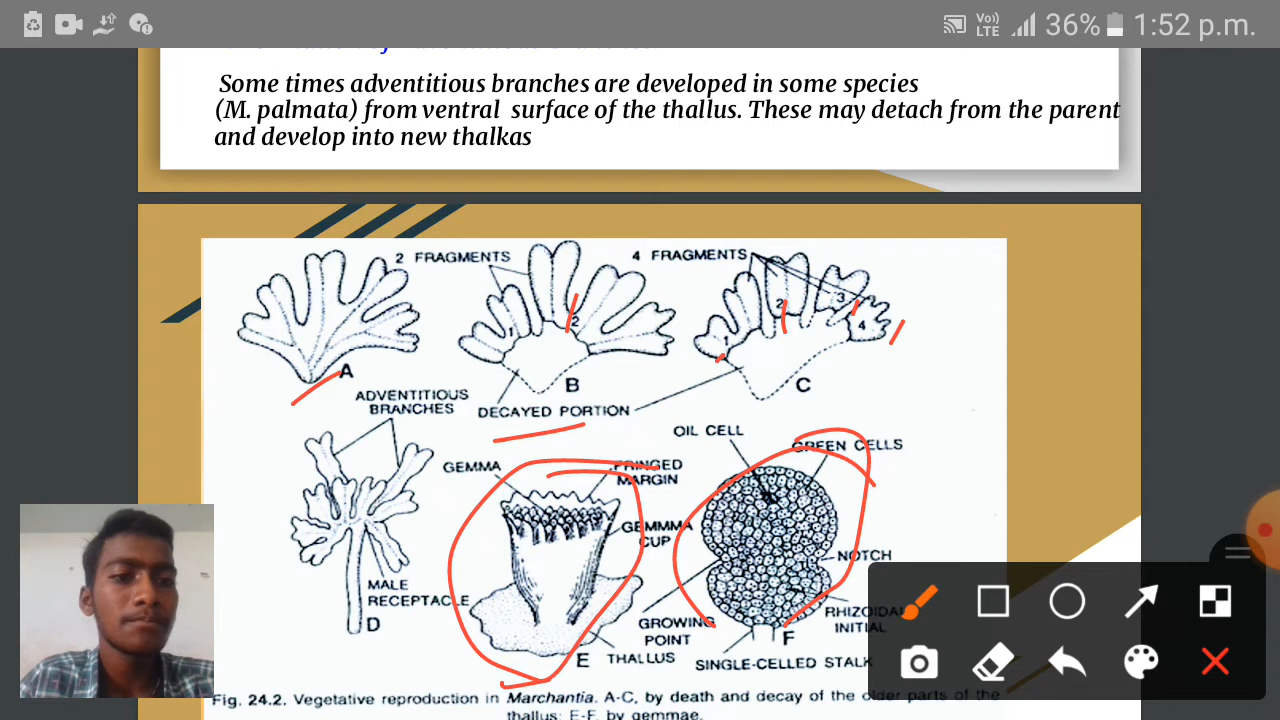 Vo)) 36% 1:52 p.m.
LTE
Some times adventitious branches are developed in some species
(M. palmata) from ventral surface of the thallus. These may detach from the parent
and develop into new thalkas
2 FRAGMENTS 4 FRAGMENTS
1 2 1 2 3 4
A B C
ADVENTITIOUS
BRANCHES
DECAYED PORTION
OIL CELL
GREEN CELLS
GEMMA
FRINGED
MARGIN
GEMMMA
CUP
NOTCH
MALE
RECEPTACLE
D
GROWING
POINT
RHIZOIDAL
INITIAL
E THALLUS
F
SINGLE-CELLED STALK
Fig. 24.2. Vegetative reproduction in Marchantia. A-C, by death and decay of the older parts of the
thallus; E-F, by gemmae.